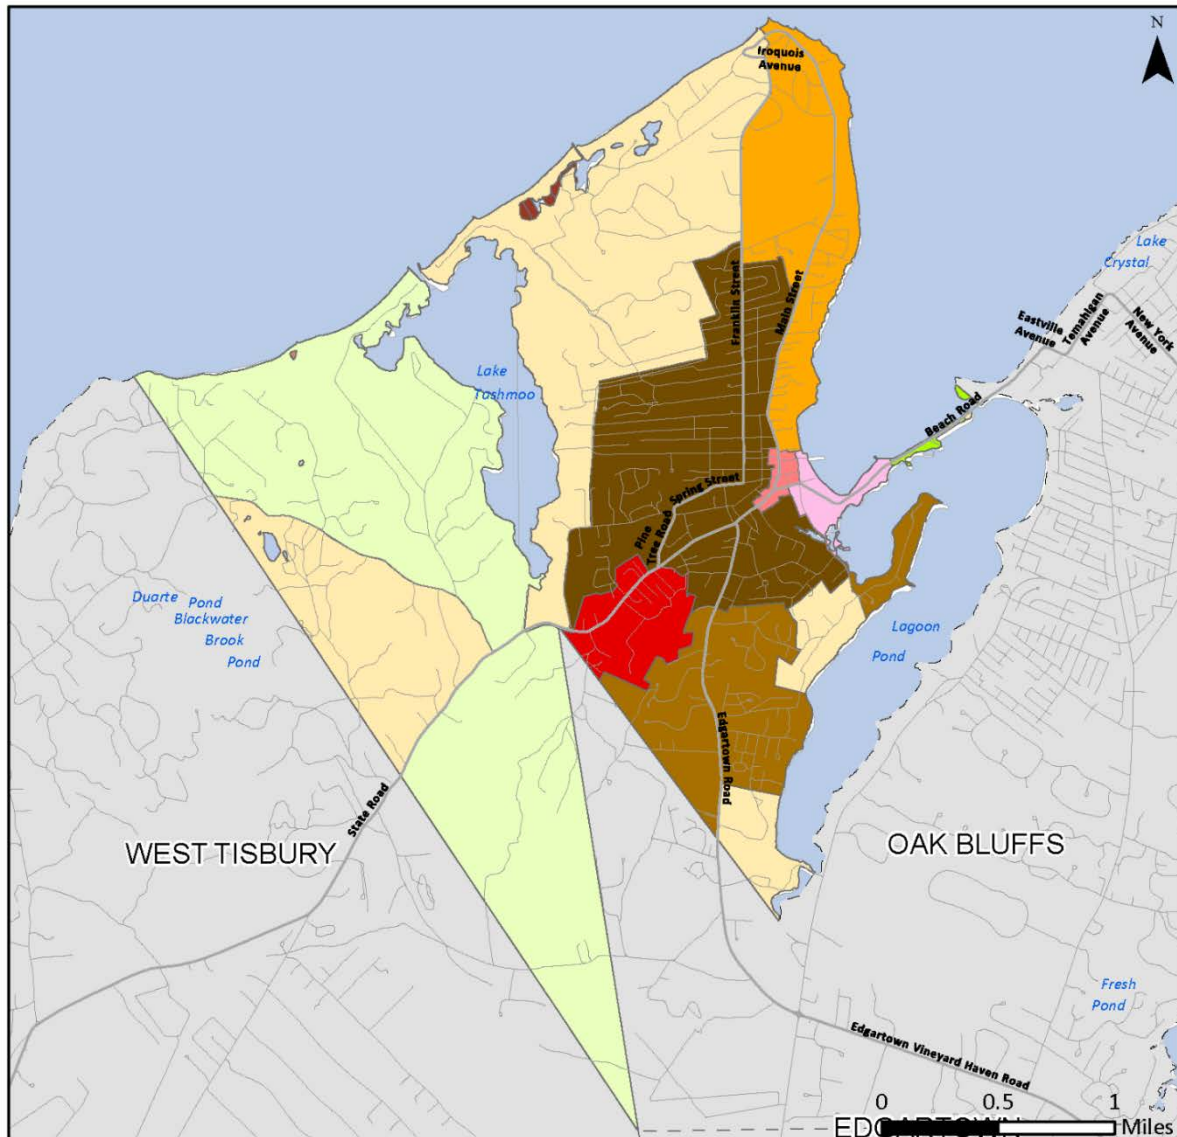 N
Iroquois
Avenue
Lake
Crystal
Franklin Street
Main Street
Eastville
Avenue
Temahigan
Avenue
New York
Avenue
Lake
Tashmoo
Beach Road
Spring Street
Pine
Tree Road
Duarte Pond
Blackwater
Brook
Pond
Lagoon
Pond
Edgartown Road
State Road
WEST TISBURY
OAK BLUFFS
Fresh
Pond
Edgartown Vineyard Haven Road
0 0.5 1
EDGARTOWN Miles